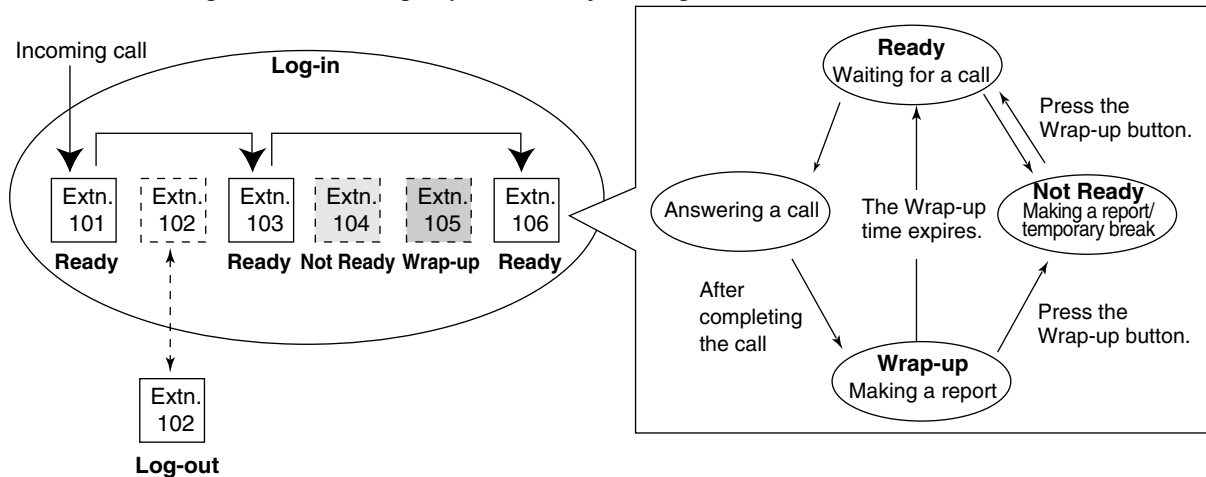 Incoming call
Log-in
Extn.
101
Extn.
102
Extn.
103
Extn.
104
Extn.
105
Extn.
106
Ready
Ready
Not Ready
Wrap-up
Ready
Extn.
102
Log-out
Ready
Waiting for a call
Press the
Wrap-up button.
Answering a call
The Wrap-up
time expires.
Not Ready
Making a report/
temporary break
After
completing
the call
Press the
Wrap-up button.
Wrap-up
Making a report